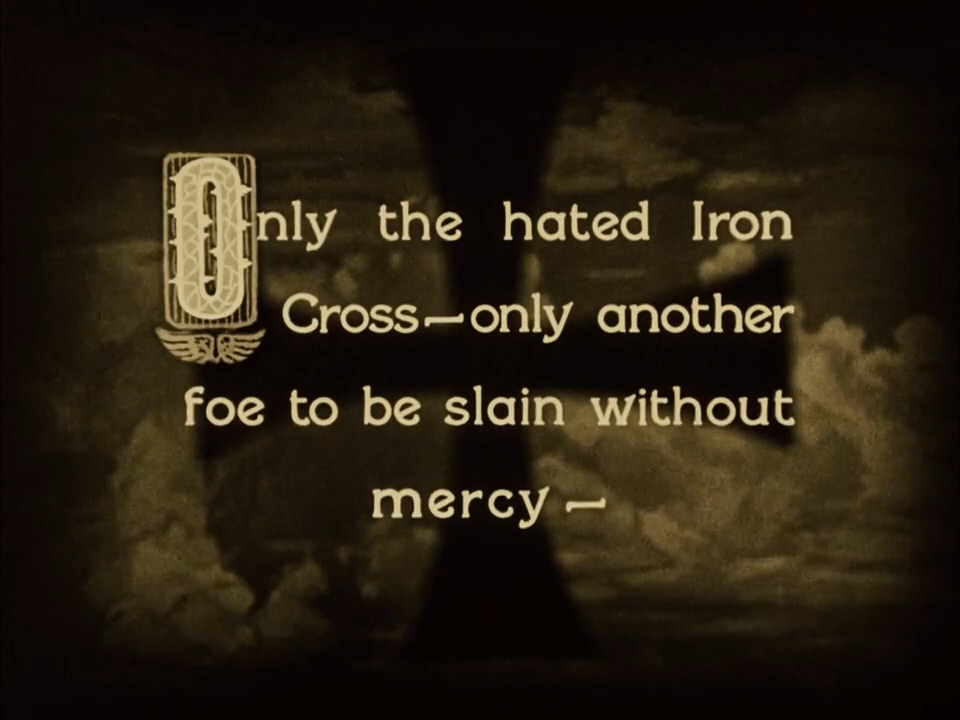 Only the hated Iron
Cross—only another
foe to be slain without
mercy—